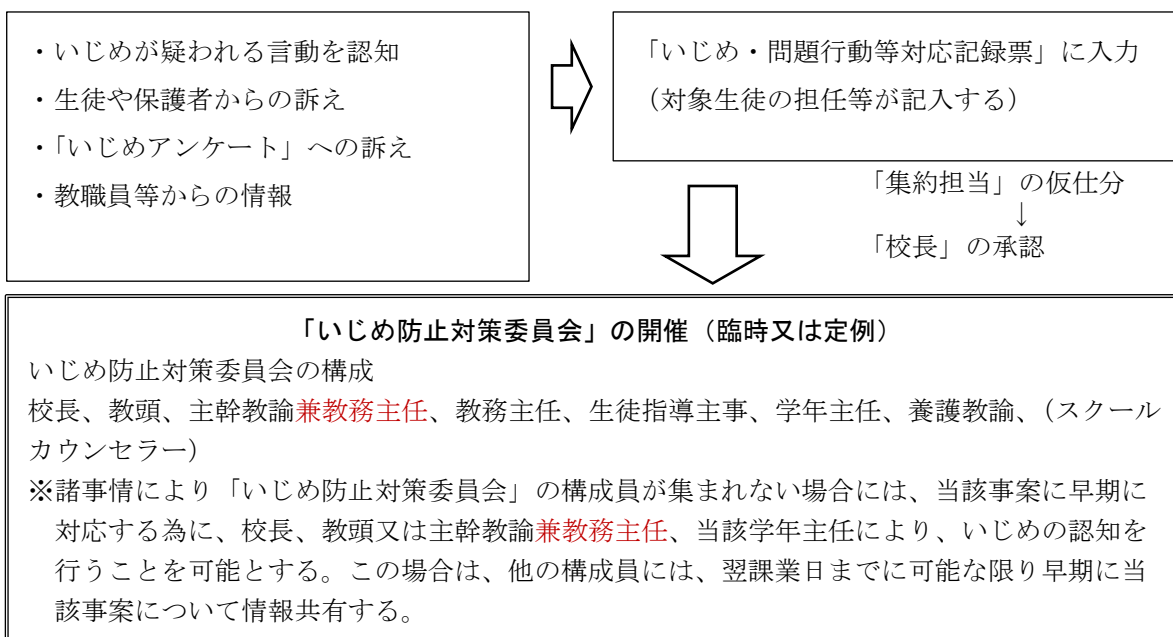 ・いじめが疑われる言動を認知
・生徒や保護者からの訴え
・「いじめアンケート」への訴え
・教職員等からの情報
「いじめ・問題行動等対応記録票」に入力
（対象生徒の担任等が記入する）
「集約担当」の仮仕分
↓
「校長」の承認
「いじめ防止対策委員会」の開催（臨時又は定例）
いじめ防止対策委員会の構成
校長、教頭、主幹教諭兼教務主任、教務主任、生徒指導主事、学年主任、養護教諭、（スクール
カウンセラー）
※諸事情により「いじめ防止対策委員会」の構成員が集まれない場合には、当該事案に早期に
対応する為に、校長、教頭又は主幹教諭兼教務主任、当該学年主任により、いじめの認知を
行うことを可能とする。この場合は、他の構成員には、翌課業日までに可能な限り早期に当
該事案について情報共有する。